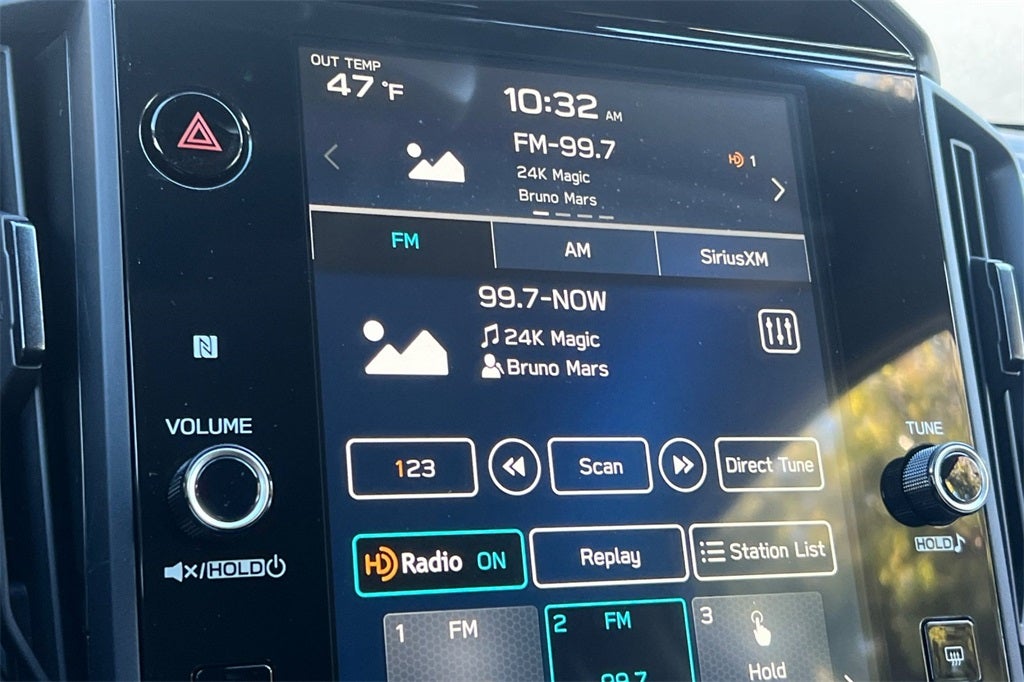 OUT TEMP
47 °F
10:32 AM
FM-99.7
HD 1
24K Magic
Bruno Mars
FM
AM
SiriusXM
99.7-NOW
24K Magic
Bruno Mars
VOLUME
TUNE
123
Scan
Direct Tune
HD Radio ON
Replay
Station List
/HOLD
HOLD
1 FM
2 FM
3
99.7
Hold